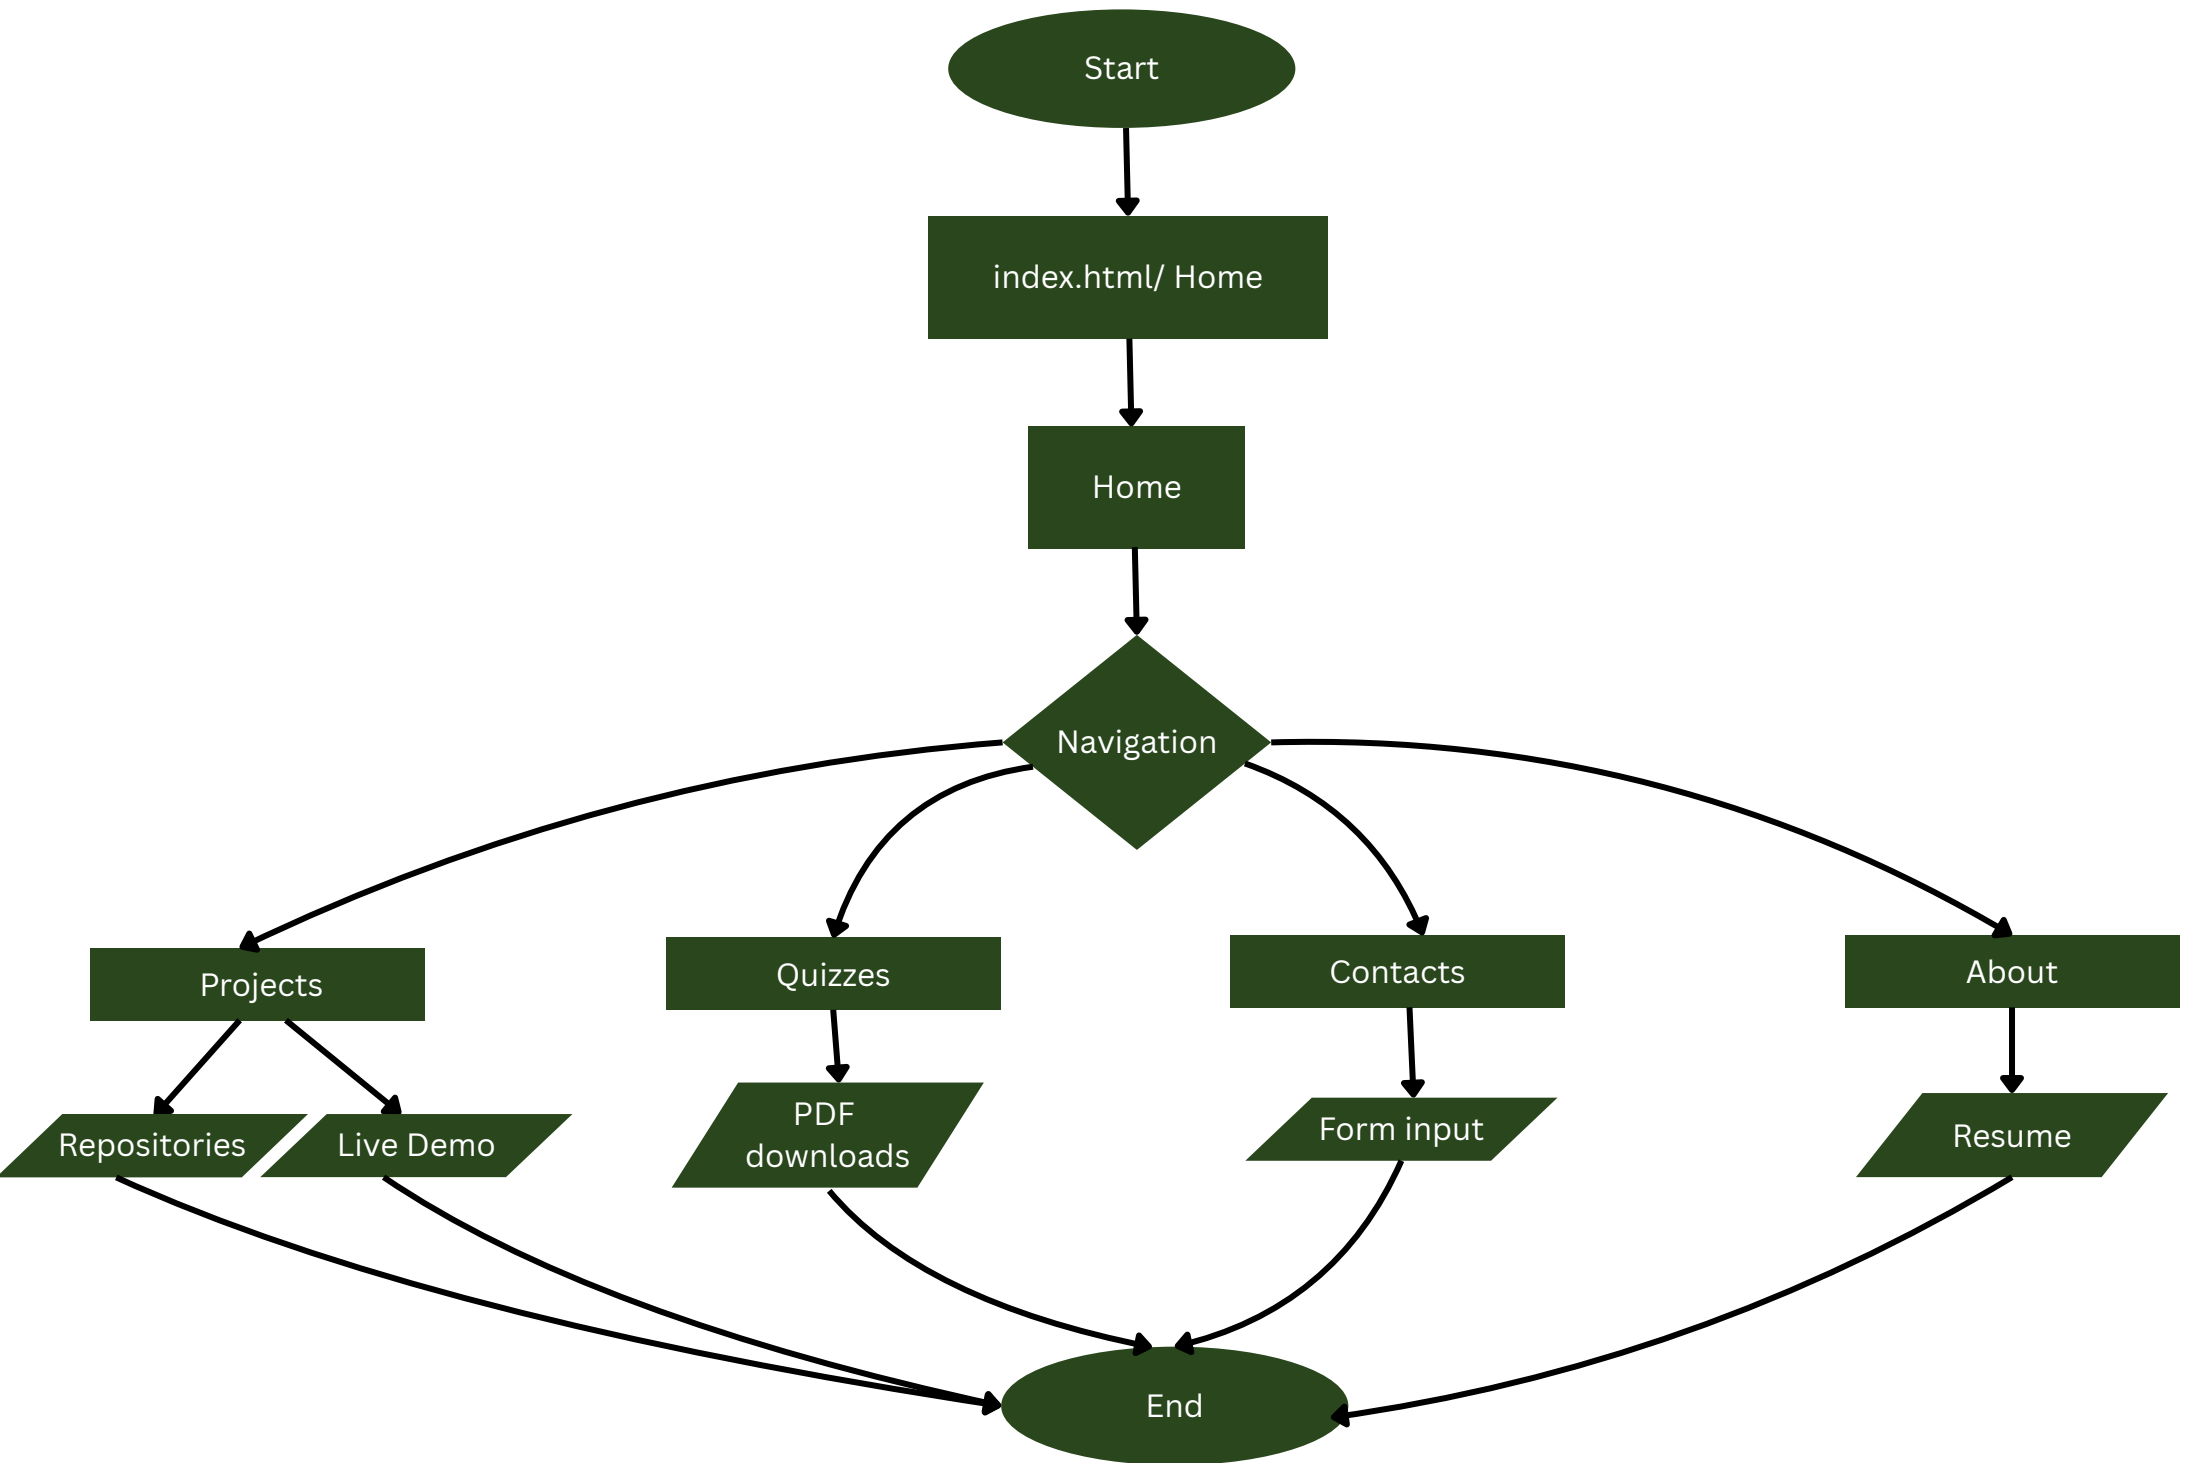 Start
index.html/ Home
Home
Navigation
Projects
Quizzes
Contacts
About
Repositories
Live Demo
PDF
downloads
Form input
Resume
End